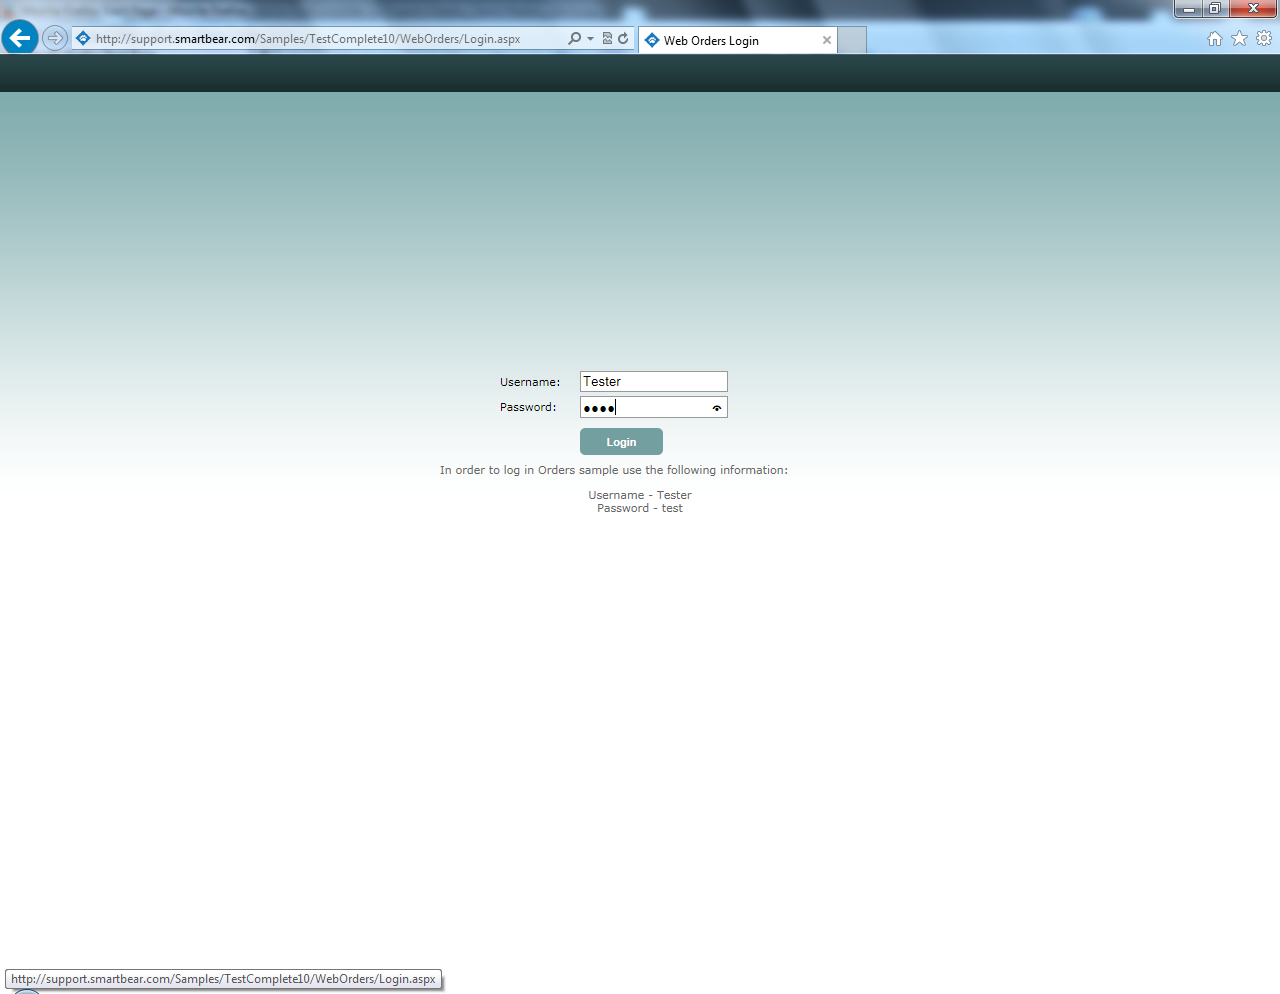 http://support.smartbear.com/Samples/TestComplete10/WebOrders/Login.aspx
Web Orders Login
Username: Tester
Password: ●●●●
Login
In order to log in Orders sample use the following information:
Username - Tester
Password - test
http://support.smartbear.com/Samples/TestComplete10/WebOrders/Login.aspx